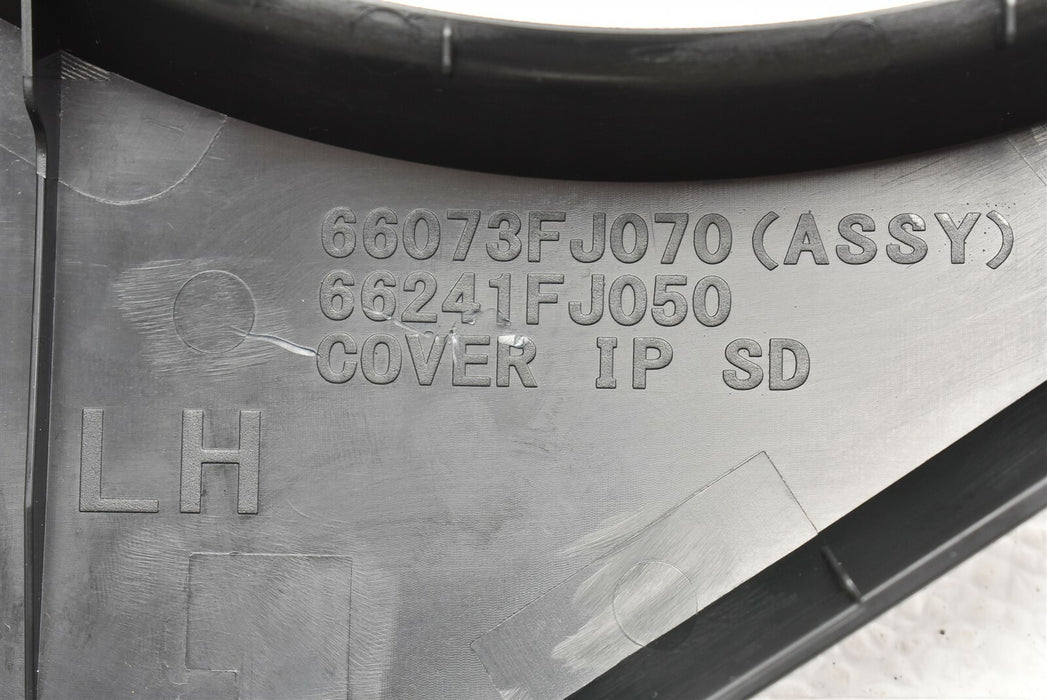 66073FJ070(ASSY)
66241FJ050
COVER IP SD
LH